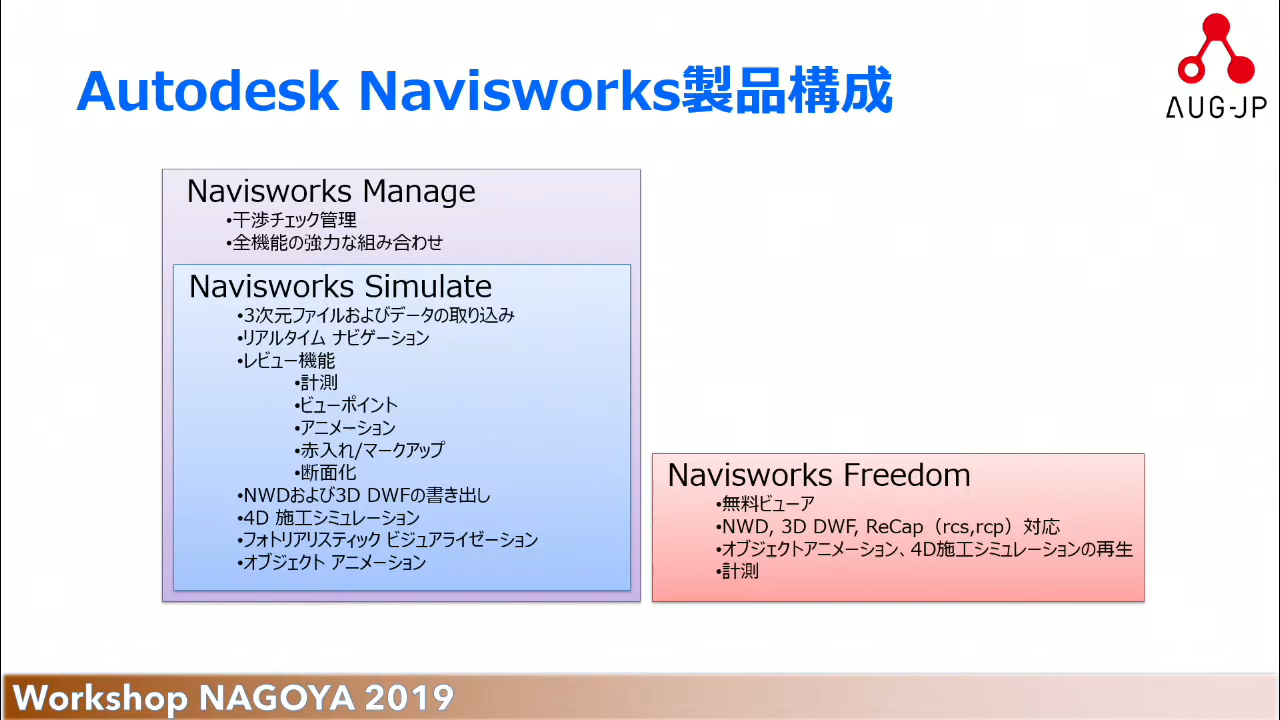 Autodesk Navisworks製品構成
AUG-JP
Navisworks Manage
•干渉チェック管理
•全機能の強力な組み合わせ
Navisworks Simulate
•3次元ファイルおよびデータの取り込み
•リアルタイム ナビゲーション
•レビュー機能
•計測
•ビューポイント
•アニメーション
•赤入れ/マークアップ
•断面化
•NWDおよび3D DWFの書き出し
•4D 施工シミュレーション
•フォトリアリスティック ビジュアライゼーション
•オブジェクト アニメーション
Navisworks Freedom
•無料ビューア
•NWD, 3D DWF, ReCap（rcs,rcp）対応
•オブジェクトアニメーション、4D施工シミュレーションの再生
•計測
Workshop NAGOYA 2019